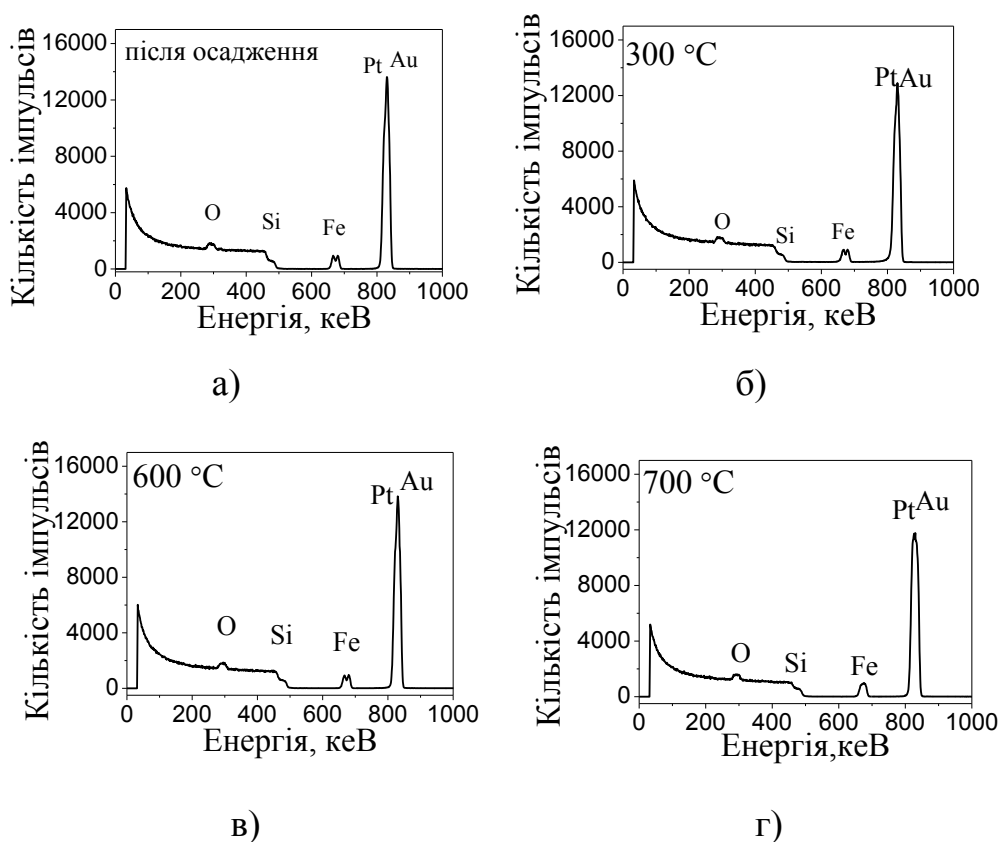 16000
12000
8000
4000
0
Кількість імпульсів
після осадження
Pt Au
O
Si
Fe
0 200 400 600 800 1000
Енергія, кеВ
а)
16000
12000
8000
4000
0
Кількість імпульсів
300 °C
PtAu
O
Si
Fe
0 200 400 600 800 1000
Енергія, кеВ
б)
16000
12000
8000
4000
0
Кількість імпульсів
600 °C
Pt Au
O
Si
Fe
0 200 400 600 800 1000
Енергія, кеВ
в)
16000
12000
8000
4000
0
Кількість імпульсів
700 °C
PtAu
O
Si
Fe
0 200 400 600 800 1000
Енергія,кеВ
г)